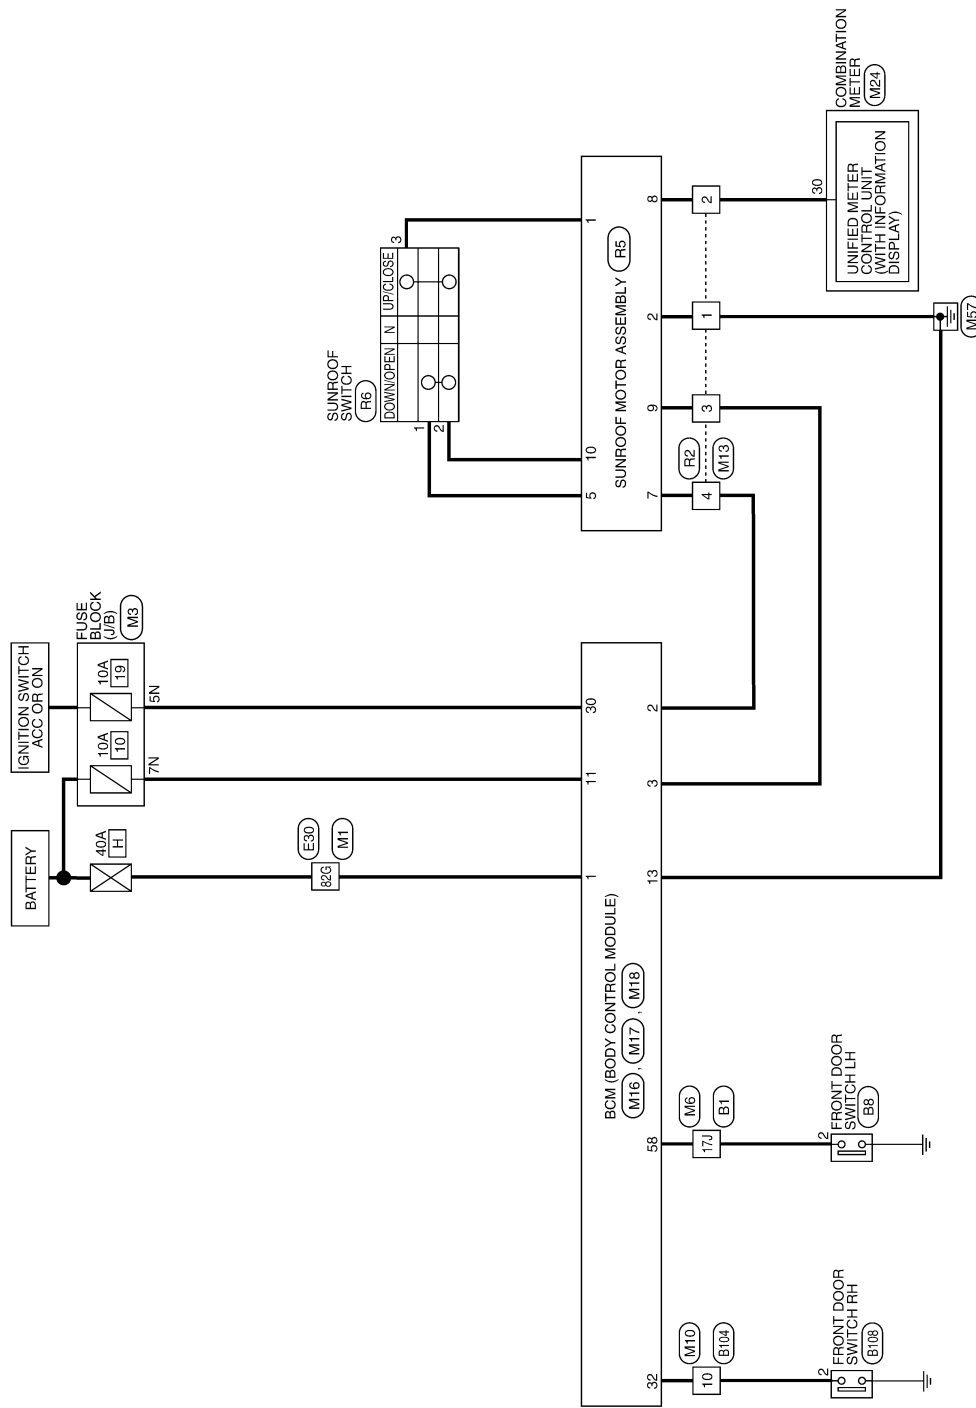 BATTERY
IGNITION SWITCH
ACC OR ON
40A
H
10A
10
10A
19
FUSE
BLOCK
(J/B)
M3
7N
5N
E30
82G
M1
SUNROOF
SWITCH
R6
DOWN/OPEN
N
UP/CLOSE
1
2
3
32
58
1
11
30
BCM (BODY CONTROL MODULE)
M16 , M17 , M18
13
3
2
5
10
1
SUNROOF MOTOR ASSEMBLY
R5
7
9
2
8
M10
10
B104
M6
17J
B1
R2
4
M13
3
1
2
2
FRONT DOOR
SWITCH RH
B108
2
FRONT DOOR
SWITCH LH
B8
M57
30
UNIFIED METER
CONTROL UNIT
(WITH INFORMATION
DISPLAY)
COMBINATION
METER
M24